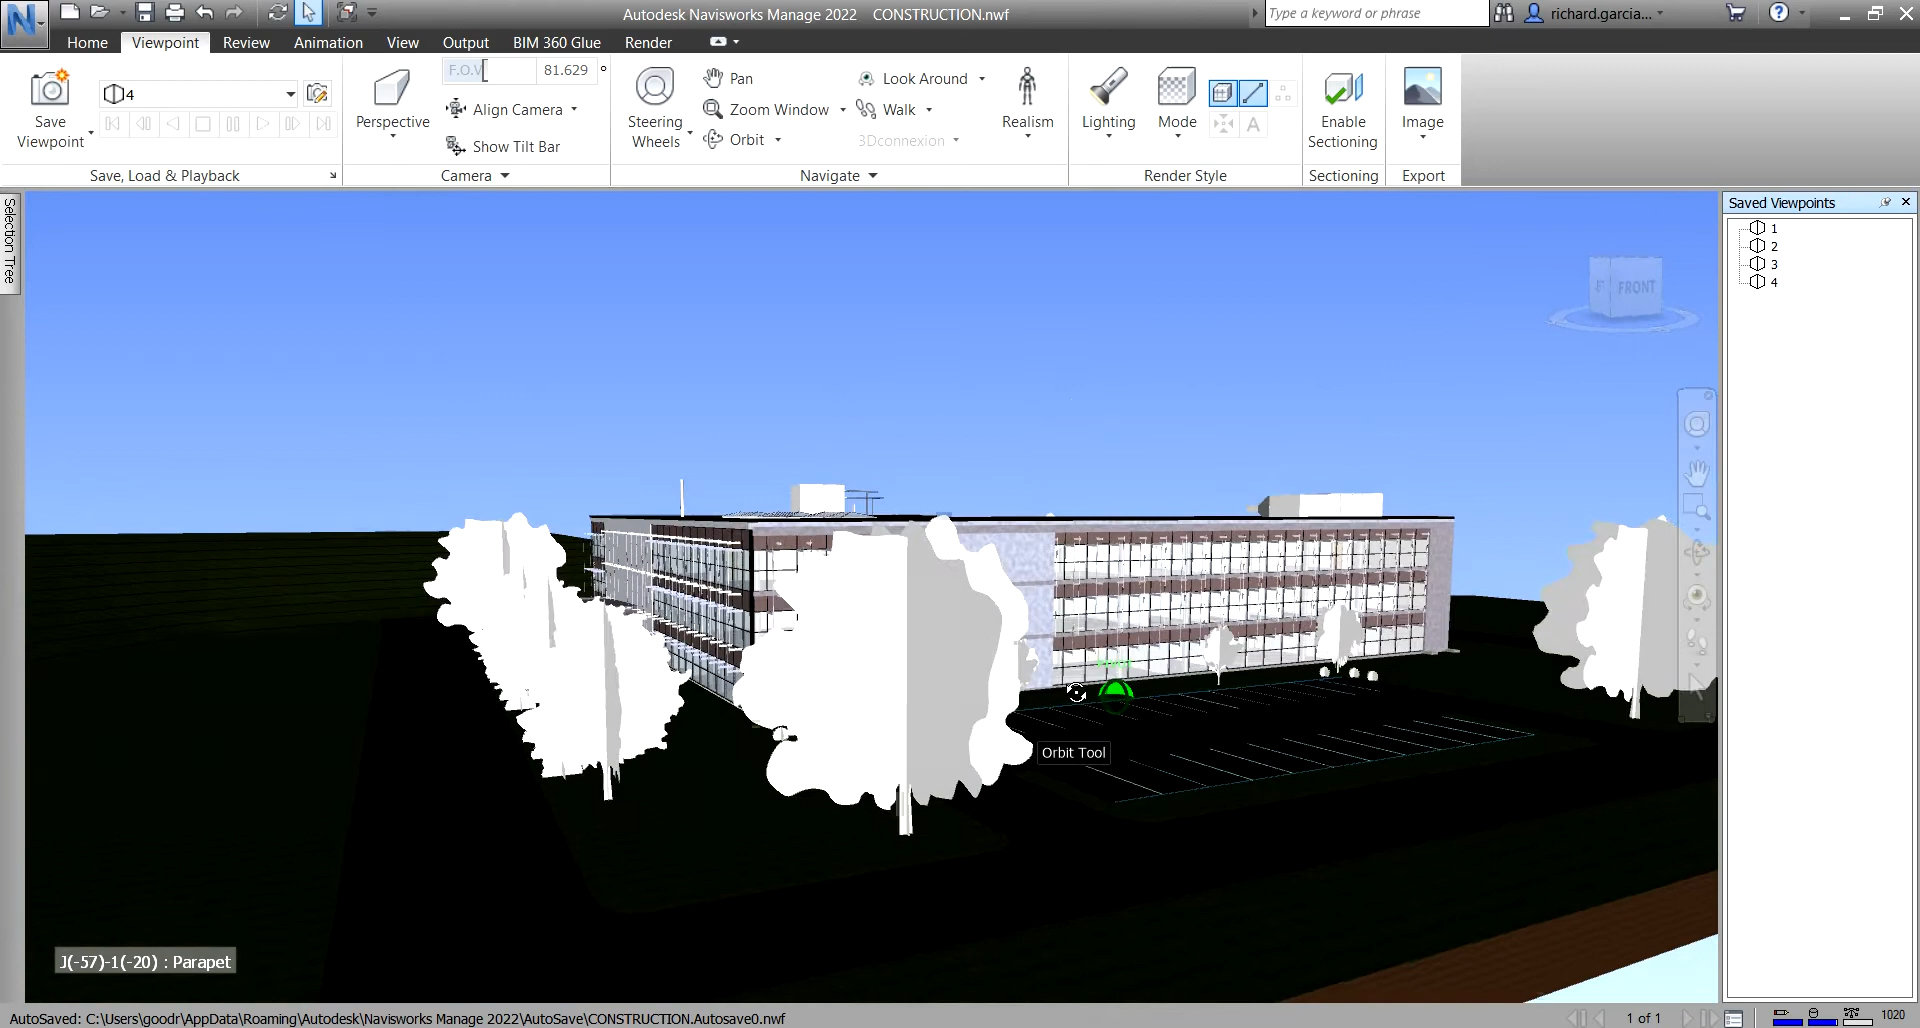 Autodesk Navisworks Manage 2022 CONSTRUCTION.nwf
Type a keyword or phrase
richard.garcia...
Home Viewpoint Review Animation View Output BIM 360 Glue Render
Save
Viewpoint
4
Save, Load & Playback
Perspective
F.O.V 81.629 °
Align Camera
Show Tilt Bar
Camera
Steering
Wheels
Pan
Zoom Window
Orbit
Look Around
Walk
3Dconnexion
Realism
Navigate
Lighting
Mode
A
Render Style
Enable
Sectioning
Sectioning
Image
Export
Selection Tree
FRONT
Orbit Tool
J(-57)-1(-20) : Parapet
Saved Viewpoints
1
2
3
4
AutoSaved: C:\Users\goodr\AppData\Roaming\Autodesk\Navisworks Manage 2022\AutoSave\CONSTRUCTION.Autosave0.nwf
1 of 1
1020